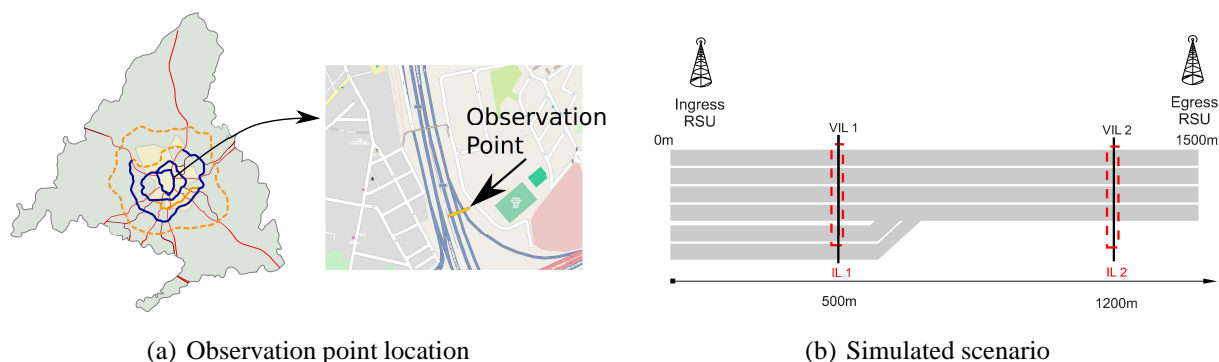 Observation
Point
(a) Observation point location
Ingress
RSU
Egress
RSU
0m
VIL 1
VIL 2
1500m
IL 1
IL 2
500m
1200m
(b) Simulated scenario